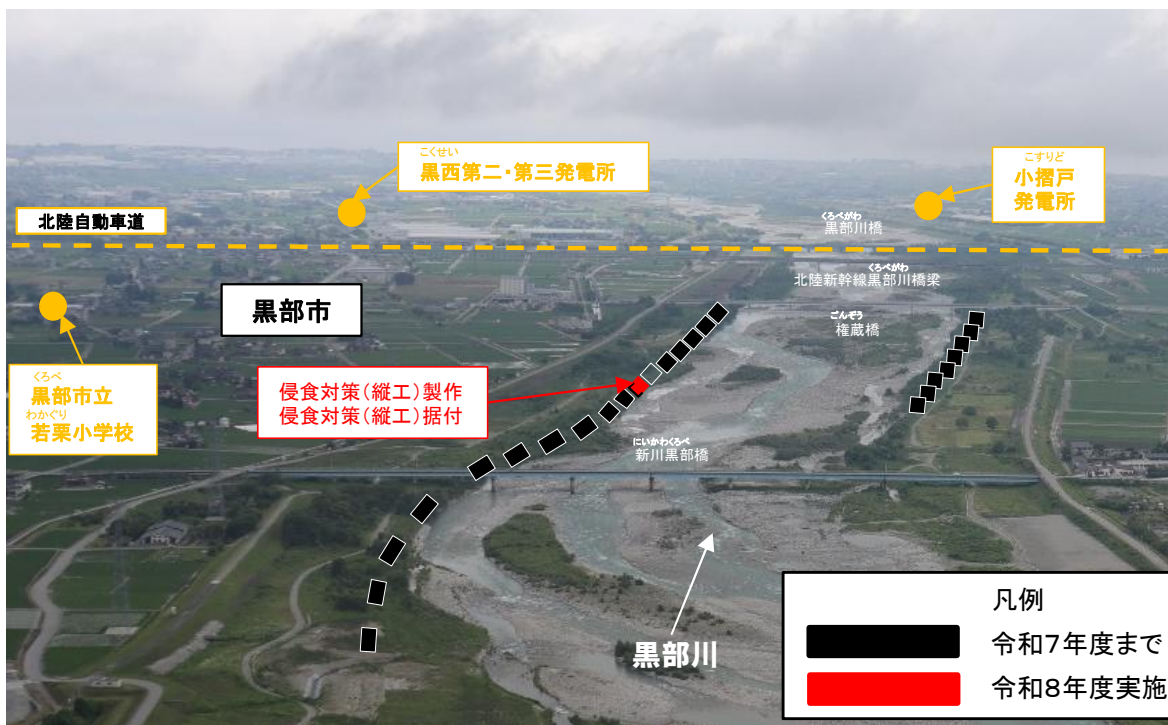 こくせい
黒西第二・第三発電所
こすりど
小摺戸
発電所
北陸自動車道
くろべがわ
黒部川橋
くろべがわ
北陸新幹線黒部川橋梁
黒部市
ごんぞう
権蔵橋
くろべ
黒部市立
わかぐり
若栗小学校
侵食対策(縦工)製作
侵食対策(縦工)据付
にいかわくろべ
新川黒部橋
黒部川
凡例
令和7年度まで
令和8年度実施